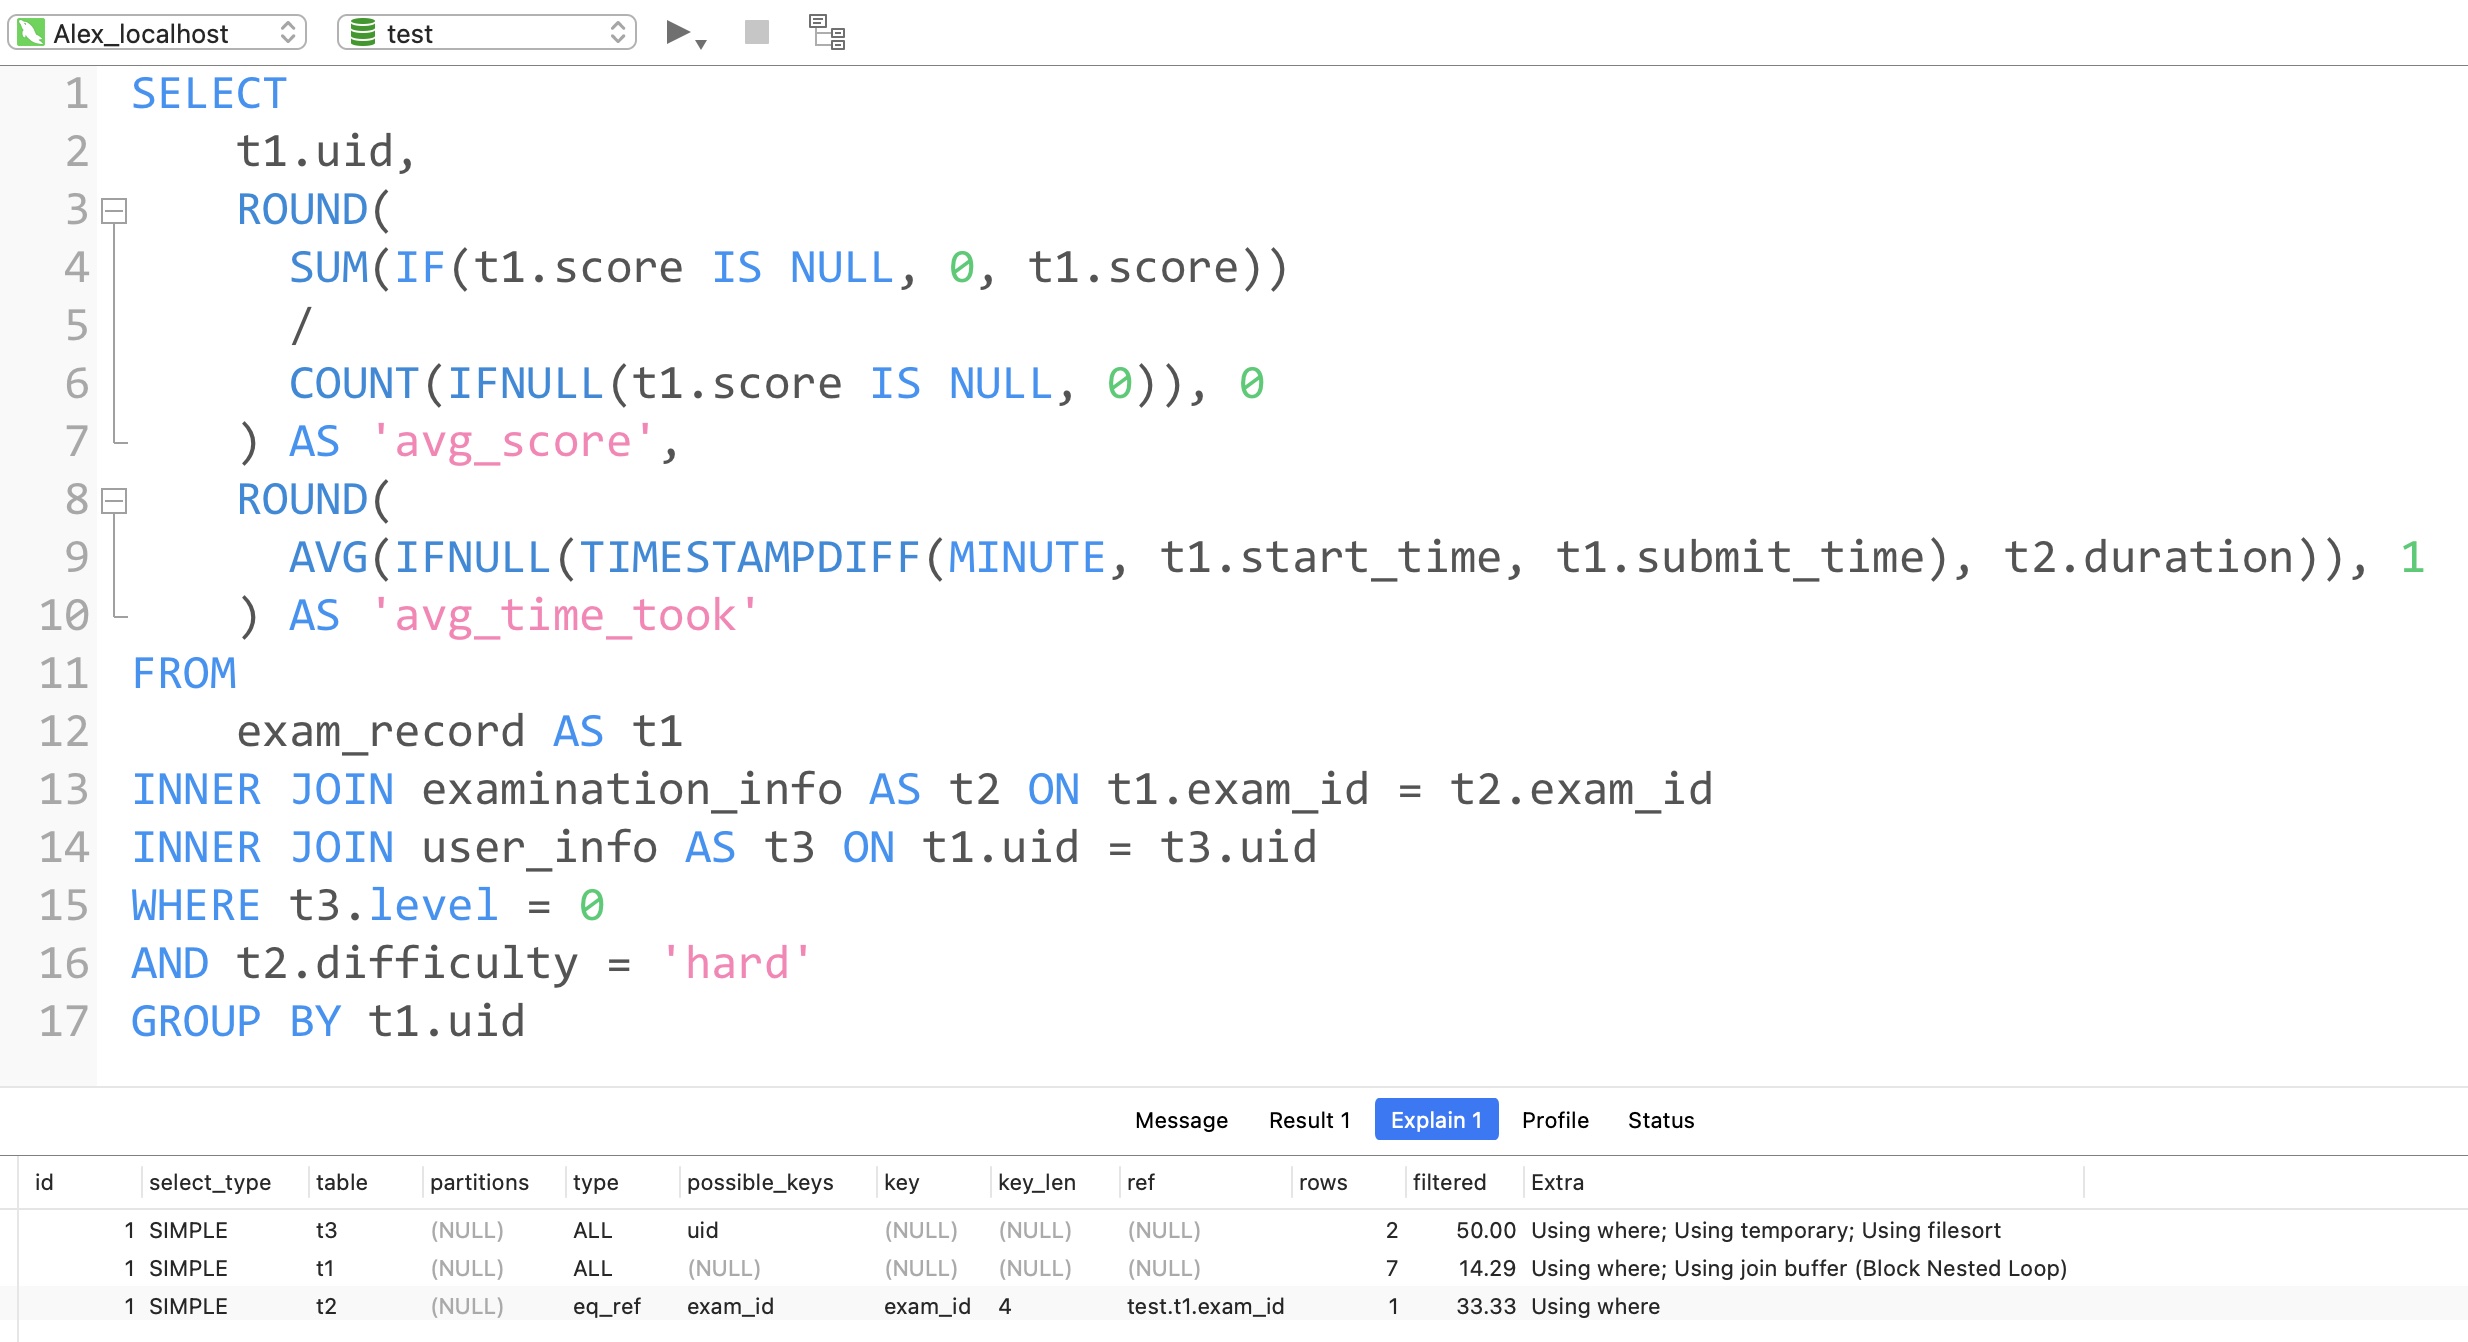 Alex_localhost test
1 SELECT
2 t1.uid,
3 ROUND(
4 SUM(IF(t1.score IS NULL, 0, t1.score))
5 /
6 COUNT(IFNULL(t1.score IS NULL, 0)), 0
7 ) AS 'avg_score',
8 ROUND(
9 AVG(IFNULL(TIMESTAMPDIFF(MINUTE, t1.start_time, t1.submit_time), t2.duration)), 1
10 ) AS 'avg_time_took'
11 FROM
12 exam_record AS t1
13 INNER JOIN examination_info AS t2 ON t1.exam_id = t2.exam_id
14 INNER JOIN user_info AS t3 ON t1.uid = t3.uid
15 WHERE t3.level = 0
16 AND t2.difficulty = 'hard'
17 GROUP BY t1.uid
Message Result 1 Explain 1 Profile Status
id select_type table partitions type possible_keys key key_len ref rows filtered Extra
1 SIMPLE t3 (NULL) ALL uid (NULL) (NULL) (NULL) 2 50.00 Using where; Using temporary; Using filesort
1 SIMPLE t1 (NULL) ALL (NULL) (NULL) (NULL) (NULL) 7 14.29 Using where; Using join buffer (Block Nested Loop)
1 SIMPLE t2 (NULL) eq_ref exam_id exam_id 4 test.t1.exam_id 1 33.33 Using where